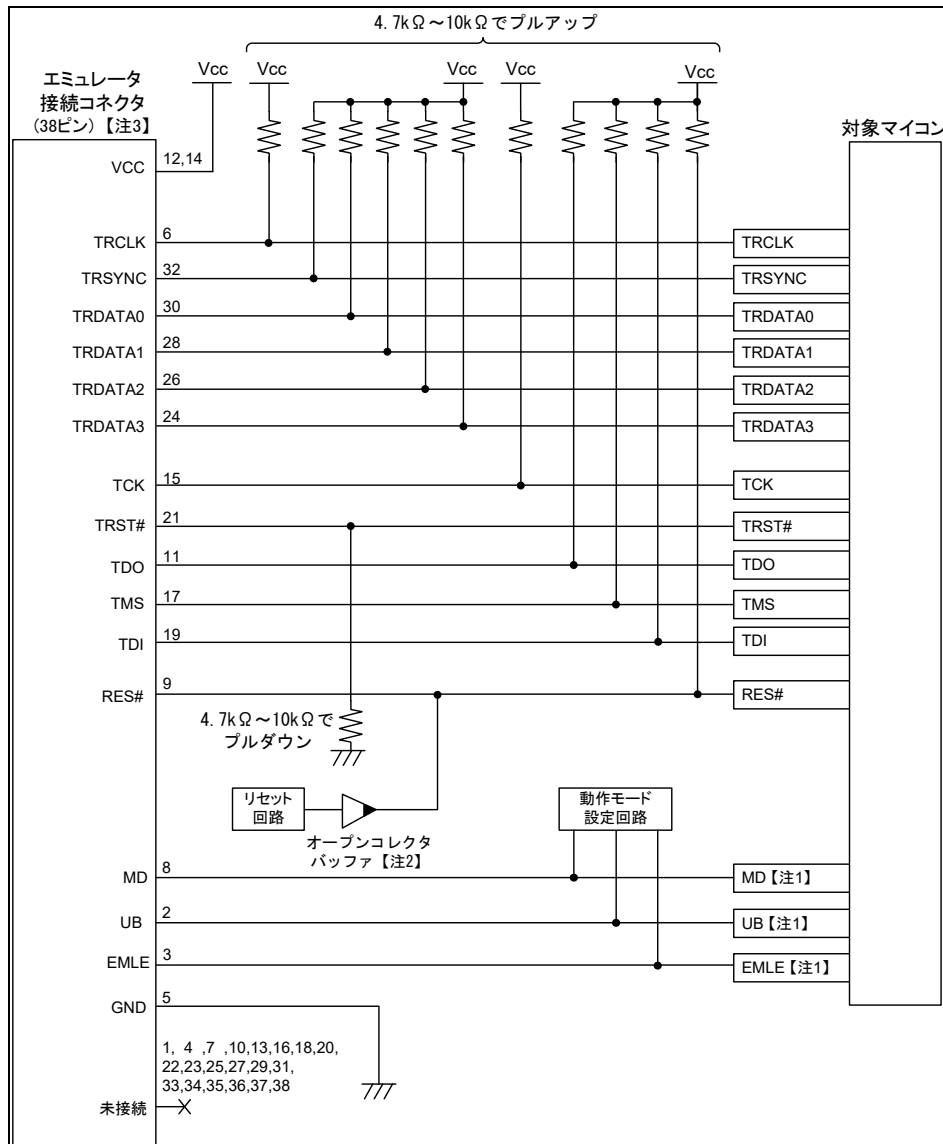 4.7kΩ～10kΩでプルアップ
Vcc Vcc Vcc Vcc Vcc
エミュレータ
接続コネクタ
(38ピン)【注3】
対象マイコン
VCC 12,14
TRCLK 6 TRCLK
TRSYNC 32 TRSYNC
TRDATA0 30 TRDATA0
TRDATA1 28 TRDATA1
TRDATA2 26 TRDATA2
TRDATA3 24 TRDATA3
TCK 15 TCK
TRST# 21 TRST#
TDO 11 TDO
TMS 17 TMS
TDI 19 TDI
RES# 9 RES#
4.7kΩ～10kΩで
プルダウン
リセット
回路
オープンコレクタ
バッファ【注2】
動作モード
設定回路
MD 8 MD【注1】
UB 2 UB【注1】
EMLE 3 EMLE【注1】
GND 5
1, 4 ,7 ,10,13,16,18,20,
22,23,25,27,29,31,
33,34,35,36,37,38
未接続